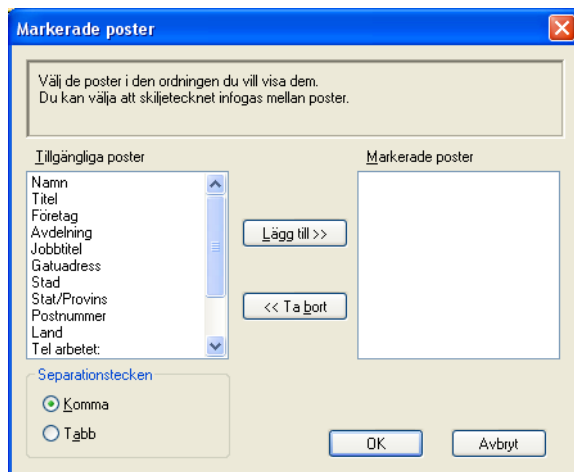 Markerade poster
Välj de poster i den ordningen du vill visa dem.
Du kan välja att skiljetecknet infogas mellan poster.
Tillgängliga poster
Markerade poster
Namn
Titel
Företag
Avdelning
Jobbtitel
Gatuadress
Stad
Stat/Provins
Postnummer
Land
Tel arbetet:
Lägg till >>
<< Ta bort
Separationstecken
Komma
Tabb
OK
Avbryt